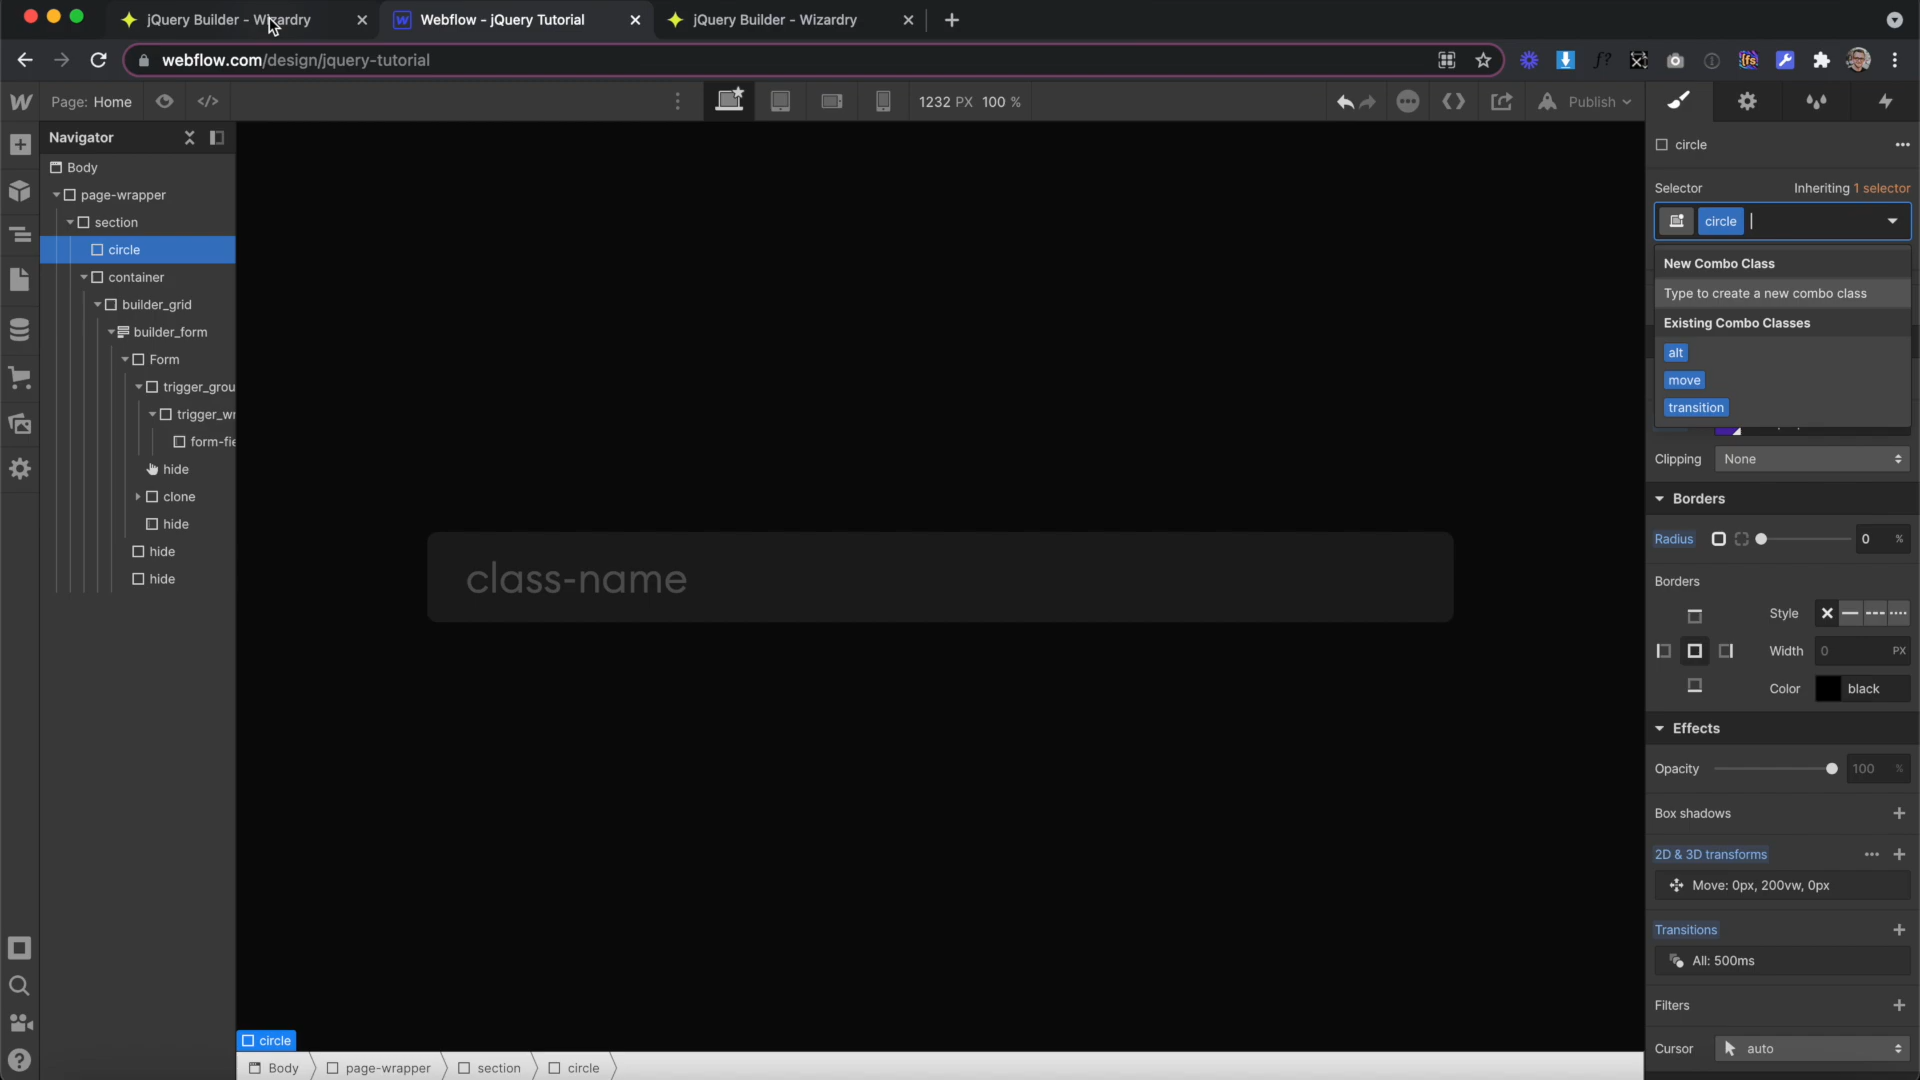 jQuery Builder - Wizardry
Webflow - jQuery Tutorial
jQuery Builder - Wizardry
webflow.com/design/jquery-tutorial
Page: Home
1232 PX 100 %
Publish
Navigator
Body
page-wrapper
section
circle
container
builder_grid
builder_form
Form
trigger_grou
trigger_wr
form-fie
hide
clone
hide
hide
hide
class-name
circle
Body
page-wrapper
section
circle
circle
Selector
Inheriting 1 selector
circle
New Combo Class
Type to create a new combo class
Existing Combo Classes
alt
move
transition
Clipping
None
Borders
Radius
0 %
Borders
Style
Width
0 PX
Color
black
Effects
Opacity
100 %
Box shadows
2D & 3D transforms
Move: 0px, 200vw, 0px
Transitions
All: 500ms
Filters
Cursor
auto